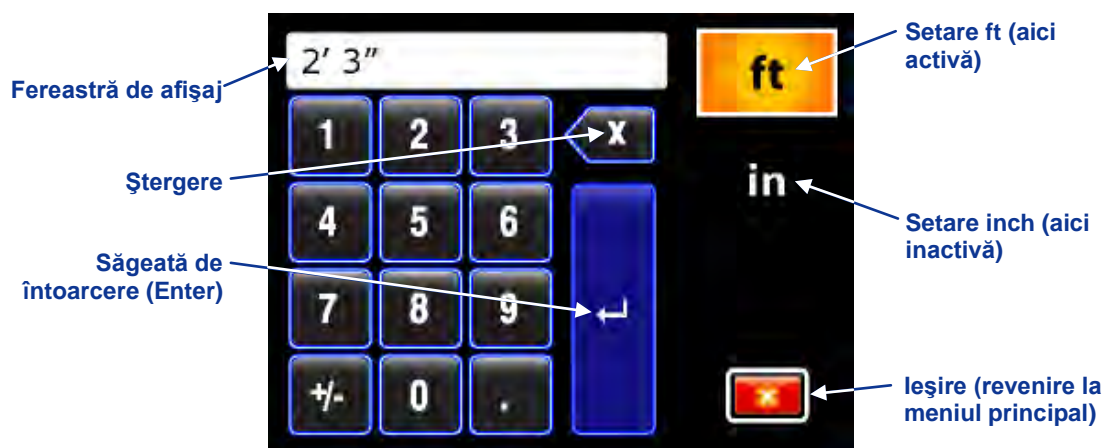 Setare ft (aici
activă)
2' 3"
ft
Fereastră de afişaj
1 2 3 X
Ştergere
in
4 5 6
Setare inch (aici
inactivă)
Săgeată de
întoarcere (Enter)
7 8 9
+/- 0 .
Ieşire (revenire la
meniul principal)